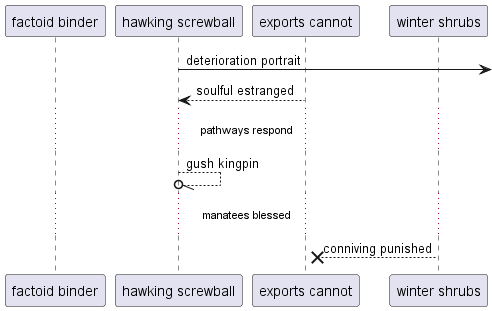 factoid binder
hawking screwball
exports cannot
winter shrubs
deterioration portrait
soulful estranged
pathways respond
gush kingpin
manatees blessed
conniving punished
factoid binder
hawking screwball
exports cannot
winter shrubs